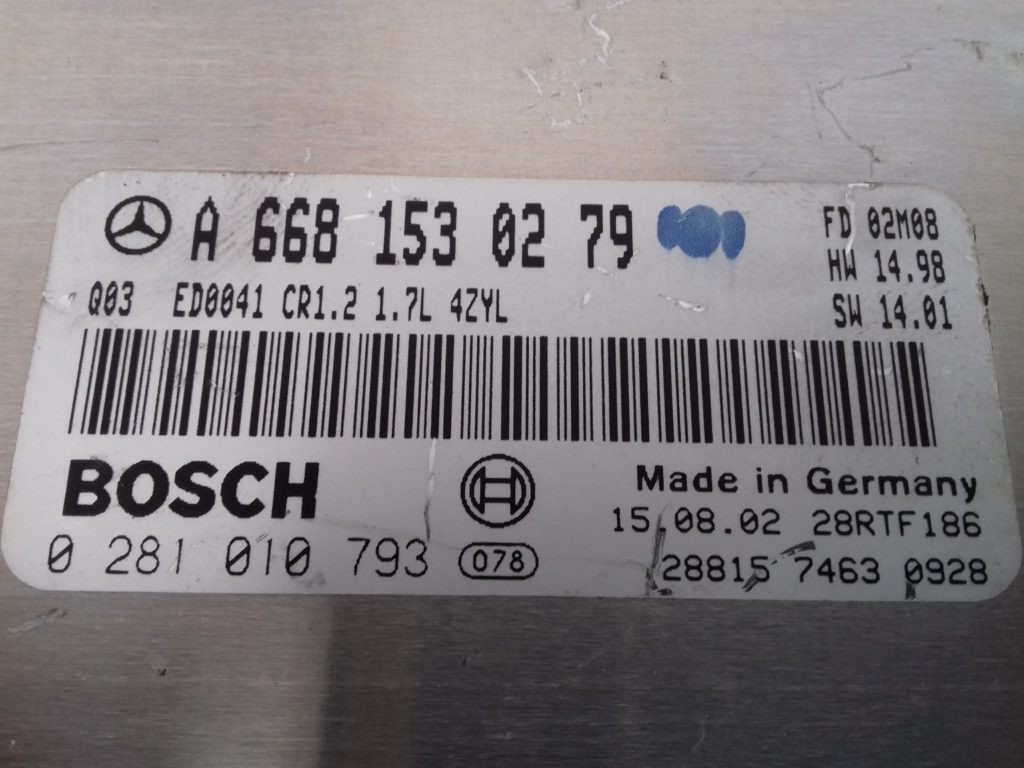 A 668 153 02 79
FD 02M08
HW 14.98
Q03 ED0041 CR1.2 1.7L 4ZYL
SW 14.01
BOSCH
Made in Germany
15.08.02 28RTF186
0 281 010 793 078
28815 7463 0928